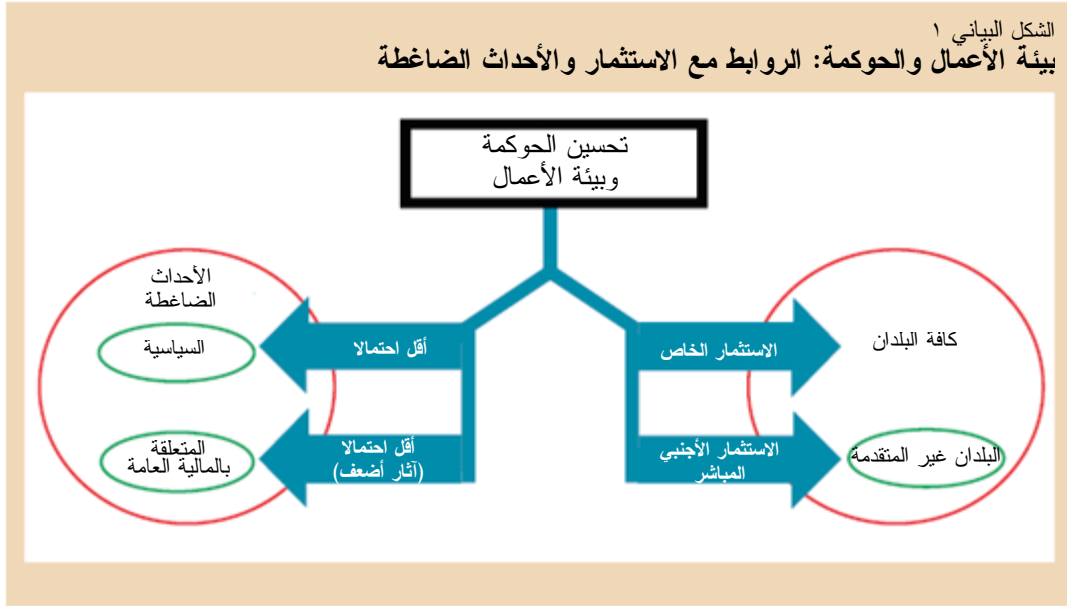 الشكل البياني ١
بيئة الأعمال والحوكمة: الروابط مع الاستثمار والأحداث الضاغطة
تحسين الحوكمة
وبيئة الأعمال
كافة البلدان
الاستثمار الخاص
البلدان غير المتقدمة
الاستثمار الأجنبي
المباشر
الأحداث
الضاغطة
أقل احتمالا
السياسية
أقل احتمالا
(آثار أضعف)
المتعلقة
بالمالية العامة